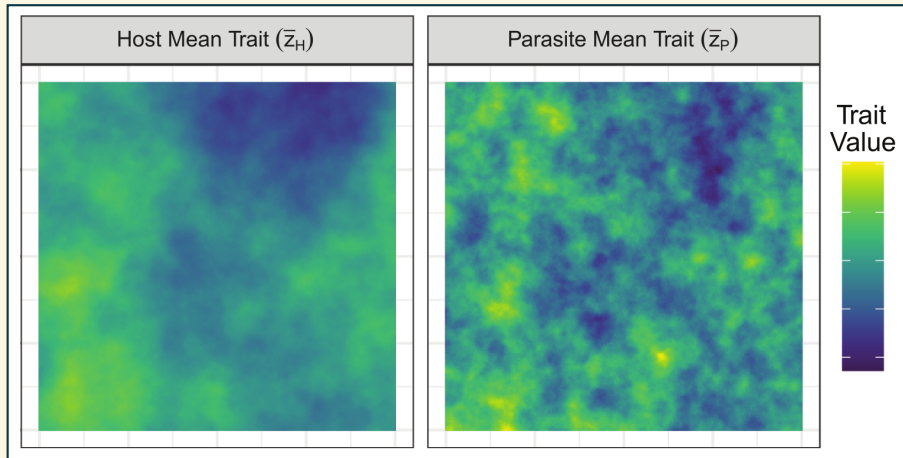 Host Mean Trait (z̅H)
Parasite Mean Trait (z̅P)
Trait
Value